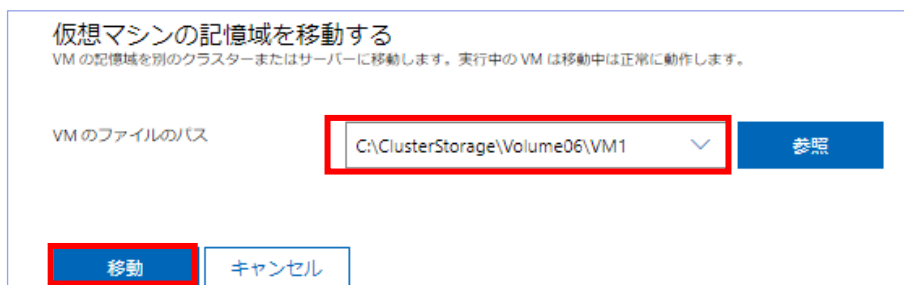 仮想マシンの記憶域を移動する
VM の記憶域を別のクラスターまたはサーバーに移動します。実行中の VM は移動中は正常に動作します。
VM のファイルのパス
C:\ClusterStorage\Volume06\VM1
参照
移動
キャンセル